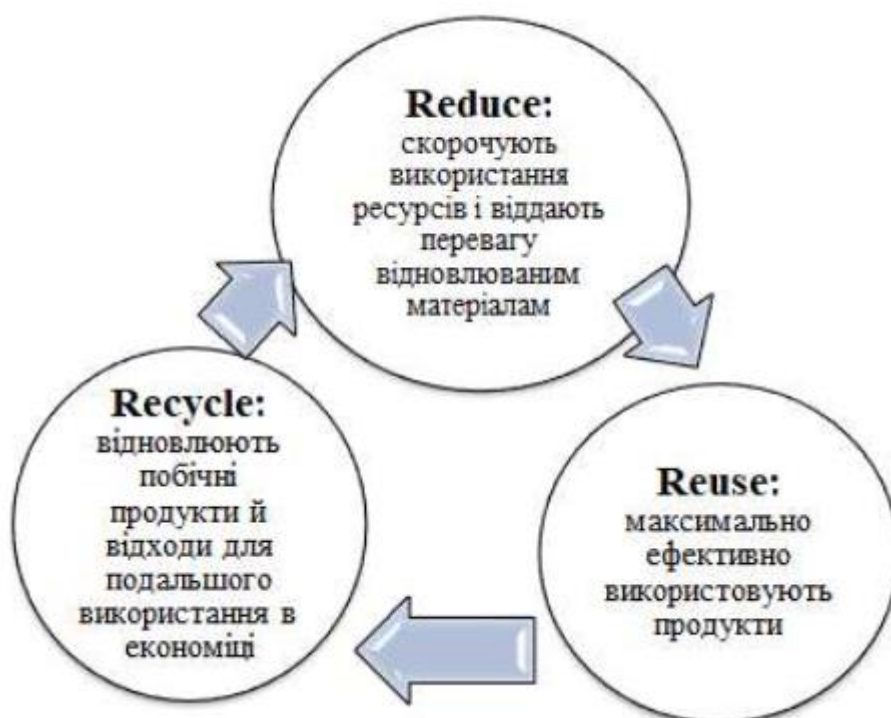 Reduce:
скорочують
використання
ресурсів і віддають
перевагу
відновлюваним
матеріалам
Reuse:
максимально
ефективно
використовують
продукти
Recycle:
відновлюють
побічні
продукти й
відходи для
подальшого
використання в
економіці